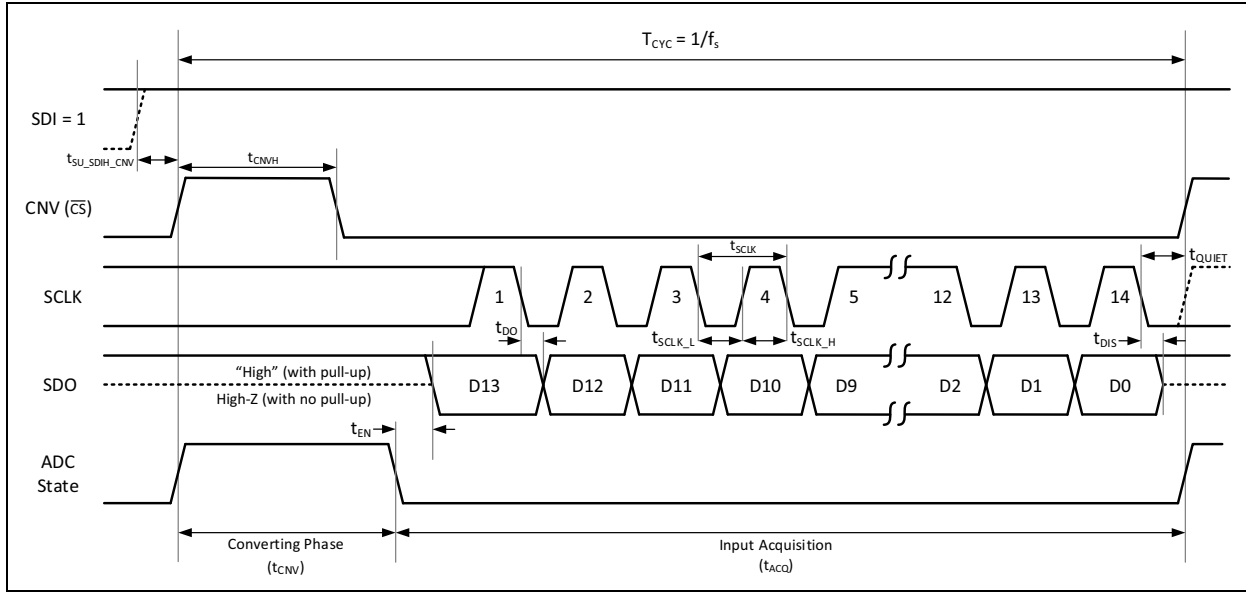 T_CYC = 1/f_s
SDI = 1
t_SU_SDIH_CNV
t_CNVH
CNV (C̅S̅)
t_SCLK
t_QUIET
SCLK
1 2 3 4 5 12 13 14
t_DO
t_SCLK_L
t_SCLK_H
t_DIS
SDO
"High" (with pull-up)
High-Z (with no pull-up)
D13 D12 D11 D10 D9 D2 D1 D0
t_EN
ADC
State
Converting Phase
(t_CNV)
Input Acquisition
(t_ACQ)